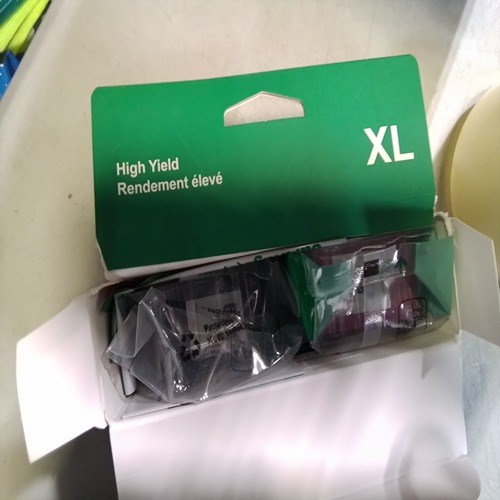 High Yield
Rendement élevé
XL